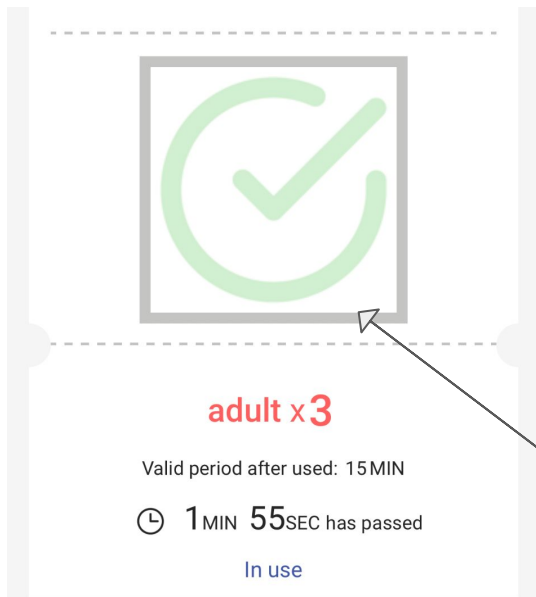 adult x3
Valid period after used: 15MIN
1MIN 55SEC has passed
In use